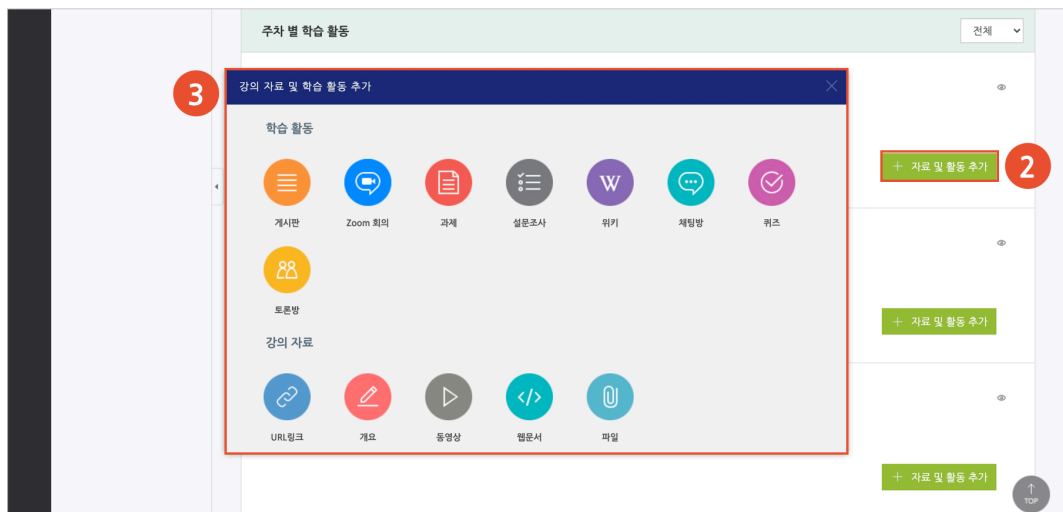 주차 별 학습 활동
전체
3
강의 자료 및 학습 활동 추가
학습 활동
게시판
Zoom 회의
과제
설문조사
W
위키
채팅방
퀴즈
토론방
강의 자료
URL링크
개요
동영상
</>
웹문서
파일
+ 자료 및 활동 추가
2
+ 자료 및 활동 추가
+ 자료 및 활동 추가
TOP